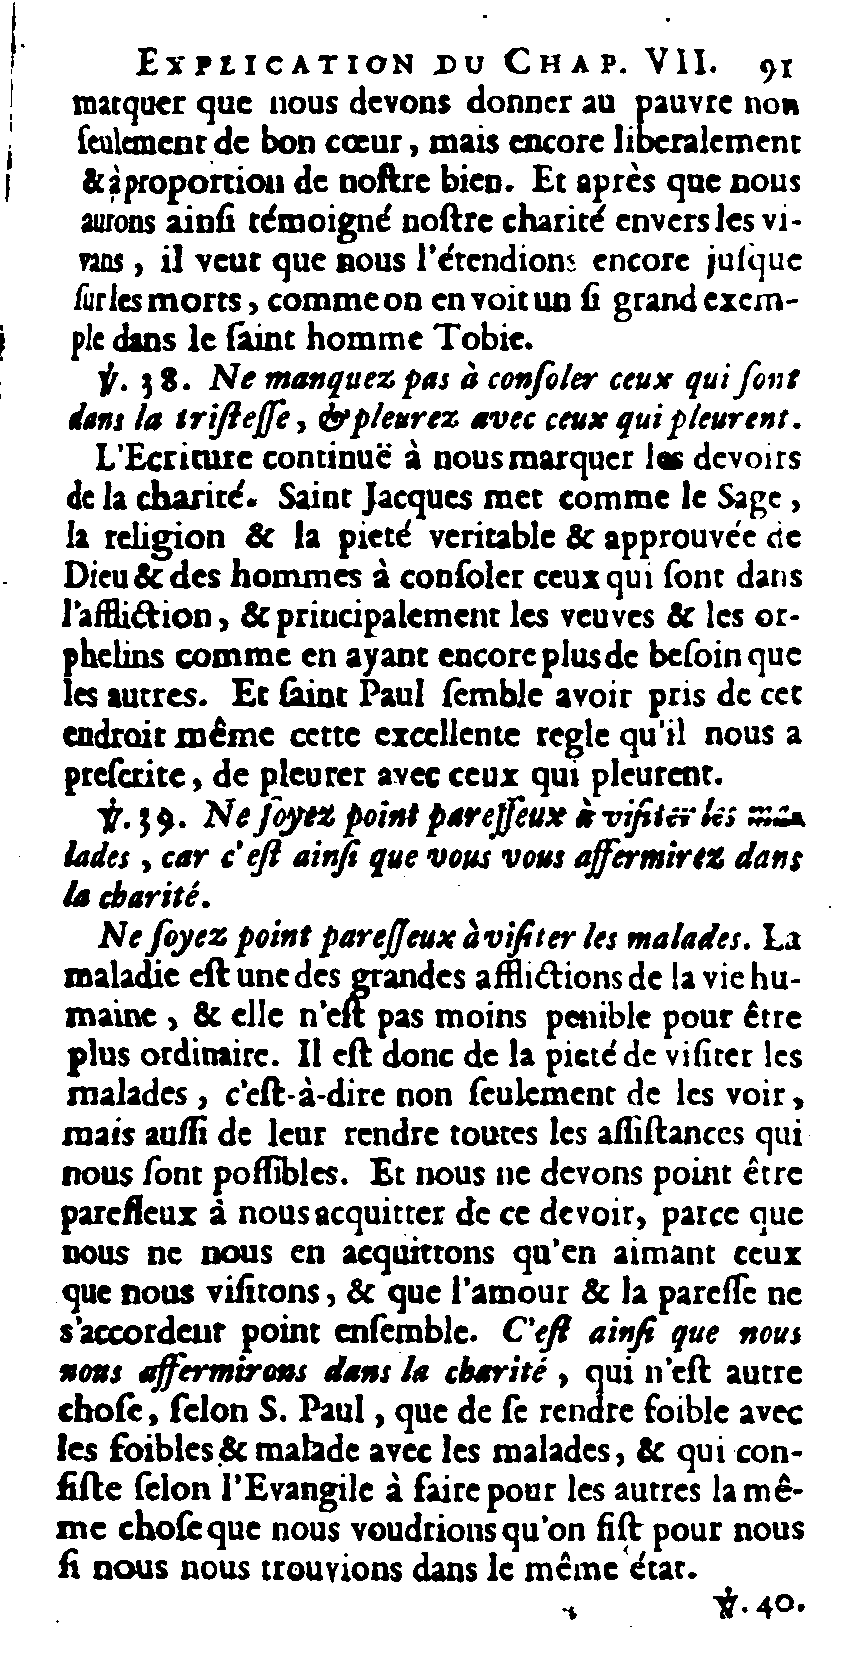 EXPLICATION DU CHAP. VII. 91
marquer que nous devons donner au pauvre non
ſeulement de bon cœur, mais encore liberalement
& à proportion de noſtre bien. Et après que nous
aurons ainſi témoigné noſtre charité envers les vi-
vans, il veut que nous l'étendions encore juſque
ſur les morts, comme on en voit un ſi grand exem-
ple dans le ſaint homme Tobie.
℣. 38. Ne manquez pas à conſoler ceux qui ſont
dans la triſteſſe, & pleurez avec ceux qui pleurent.
L'Ecriture continuë à nous marquer les devoirs
de la charité. Saint Jacques met comme le Sage,
la religion & la pieté veritable & approuvée de
Dieu & des hommes à conſoler ceux qui ſont dans
l'affliction, & principalement les veuves & les or-
phelins comme en ayant encore plus de beſoin que
les autres. Et ſaint Paul ſemble avoir pris de cet
endroit même cette excellente regle qu'il nous a
preſcrite, de pleurer avec ceux qui pleurent.
℣. 39. Ne ſoyez point pareſſeux à viſiter les ma-
lades, car c'eſt ainſi que vous vous affermirez dans
la charité.
Ne ſoyez point pareſſeux à viſiter les malades. La
maladie eſt une des grandes afflictions de la vie hu-
maine, & elle n'eſt pas moins penible pour être
plus ordinaire. Il eſt donc de la pieté de viſiter les
malades, c'eſt-à-dire non ſeulement de les voir,
mais auſſi de leur rendre toutes les aſſiſtances qui
nous ſont poſſibles. Et nous ne devons point être
pareſſeux à nous acquitter de ce devoir, parce que
nous ne nous en acquittons qu'en aimant ceux
que nous viſitons, & que l'amour & la pareſſe ne
s'accordent point enſemble. C'eſt ainſi que nous
nous affermirons dans la charité, qui n'eſt autre
choſe, ſelon S. Paul, que de ſe rendre foible avec
les foibles & malade avec les malades, & qui con-
ſiſte ſelon l'Evangile à faire pour les autres la mê-
me choſe que nous voudrions qu'on fiſt pour nous
ſi nous nous trouvions dans le même état.
℣. 40.